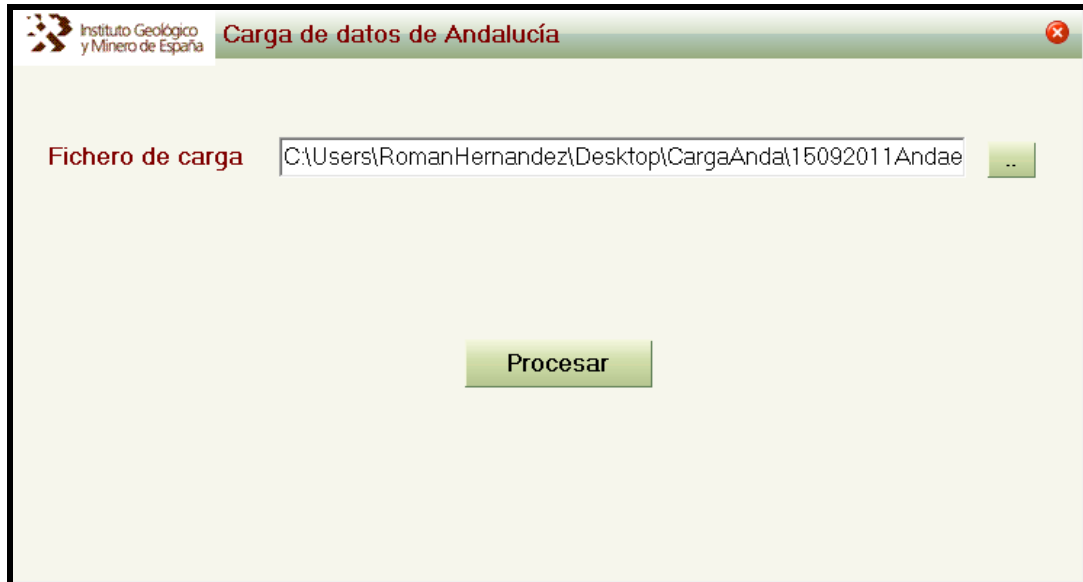 Instituto Geológico
y Minero de España
Carga de datos de Andalucía
Fichero de carga
C:\Users\RomanHernandez\Desktop\CargaAnda\15092011Andae
..
Procesar